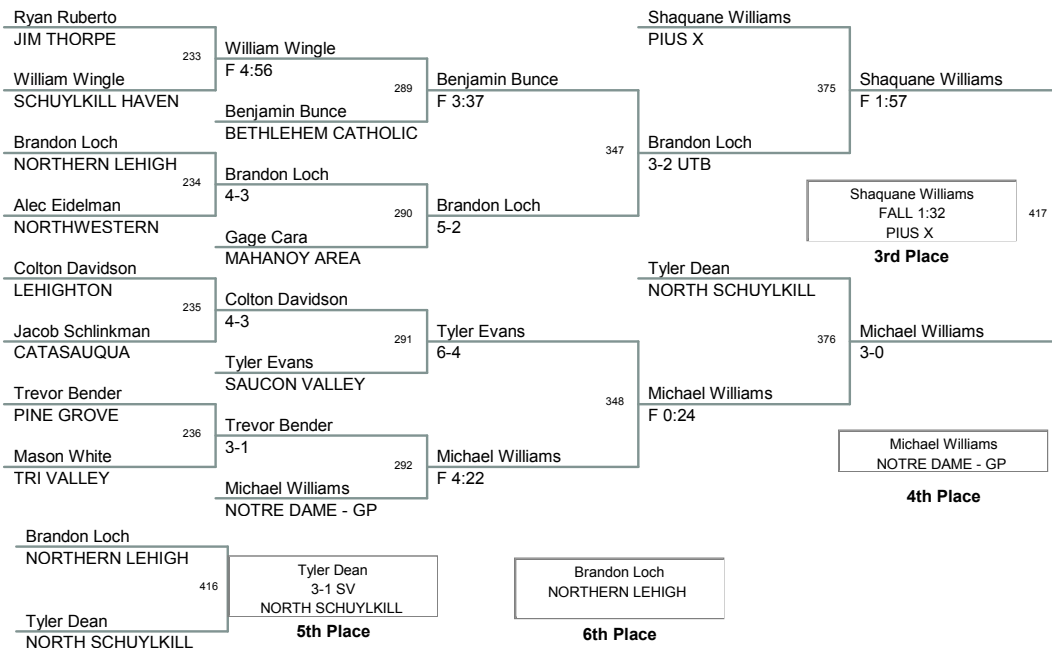 Ryan Ruberto
JIM THORPE
233
William Wingle
SCHUYLKILL HAVEN
Brandon Loch
NORTHERN LEHIGH
234
Alec Eidelman
NORTHWESTERN
Colton Davidson
LEHIGHTON
235
Jacob Schlinkman
CATASAUQUA
Trevor Bender
PINE GROVE
236
Mason White
TRI VALLEY
William Wingle
F 4:56
289
Benjamin Bunce
BETHLEHEM CATHOLIC
Brandon Loch
4-3
290
Gage Cara
MAHANOY AREA
Colton Davidson
4-3
291
Tyler Evans
SAUCON VALLEY
Trevor Bender
3-1
292
Michael Williams
NOTRE DAME - GP
Benjamin Bunce
F 3:37
347
Brandon Loch
5-2
Tyler Evans
6-4
348
Michael Williams
F 4:22
Shaquane Williams
PIUS X
375
Brandon Loch
3-2 UTB
Tyler Dean
NORTH SCHUYLKILL
376
Michael Williams
F 0:24
Shaquane Williams
F 1:57
417
Michael Williams
3-0
Shaquane Williams
FALL 1:32
PIUS X
3rd Place
Michael Williams
NOTRE DAME - GP
4th Place
Brandon Loch
NORTHERN LEHIGH
416
Tyler Dean
NORTH SCHUYLKILL
Tyler Dean
3-1 SV
NORTH SCHUYLKILL
5th Place
Brandon Loch
NORTHERN LEHIGH
6th Place